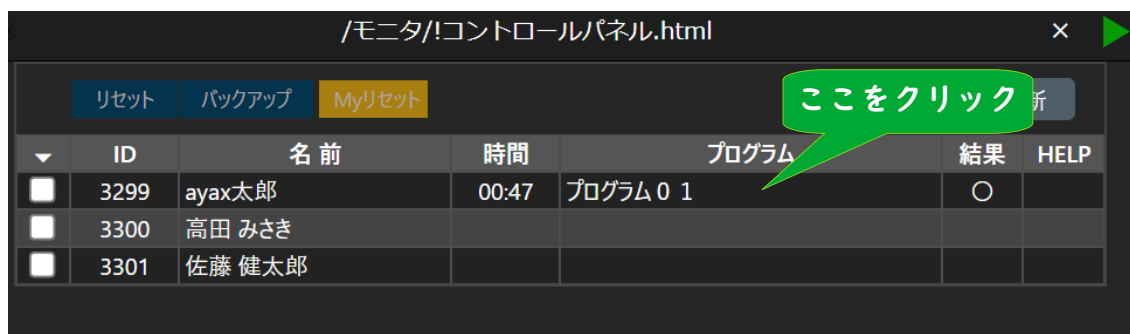 /モニタ/!コントロールパネル.html ×
リセット バックアップ Myリセット ここをクリック 新
ID 名 前 時間 プログラム 結果 HELP
3299 ayax太郎 00:47 プログラム０１ 〇
3300 高田 みさき
3301 佐藤 健太郎